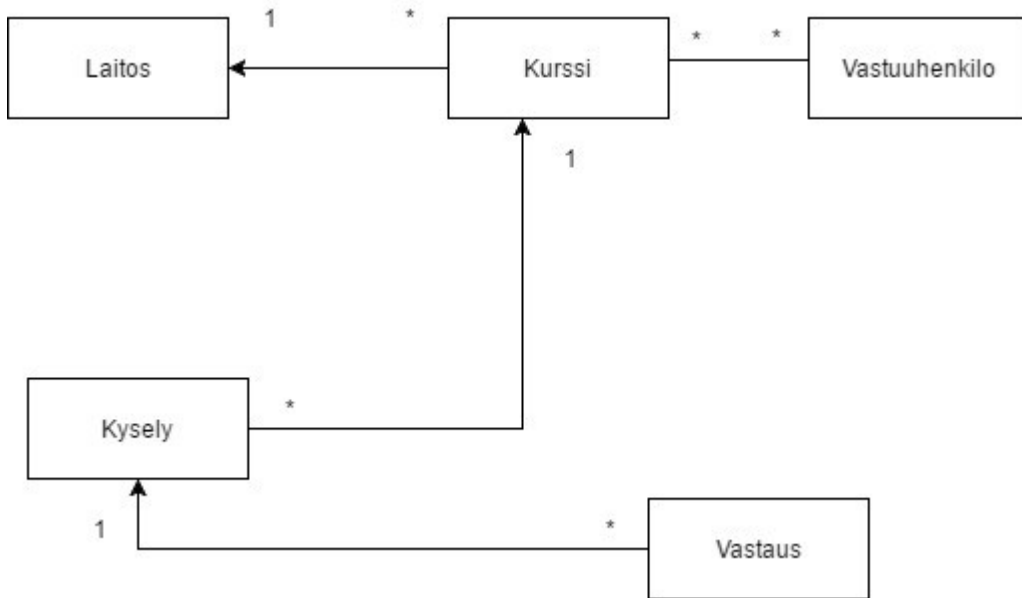 1 * * *
Laitos Kurssi Vastuuhenkilo
1
Kysely *
1 * Vastaus